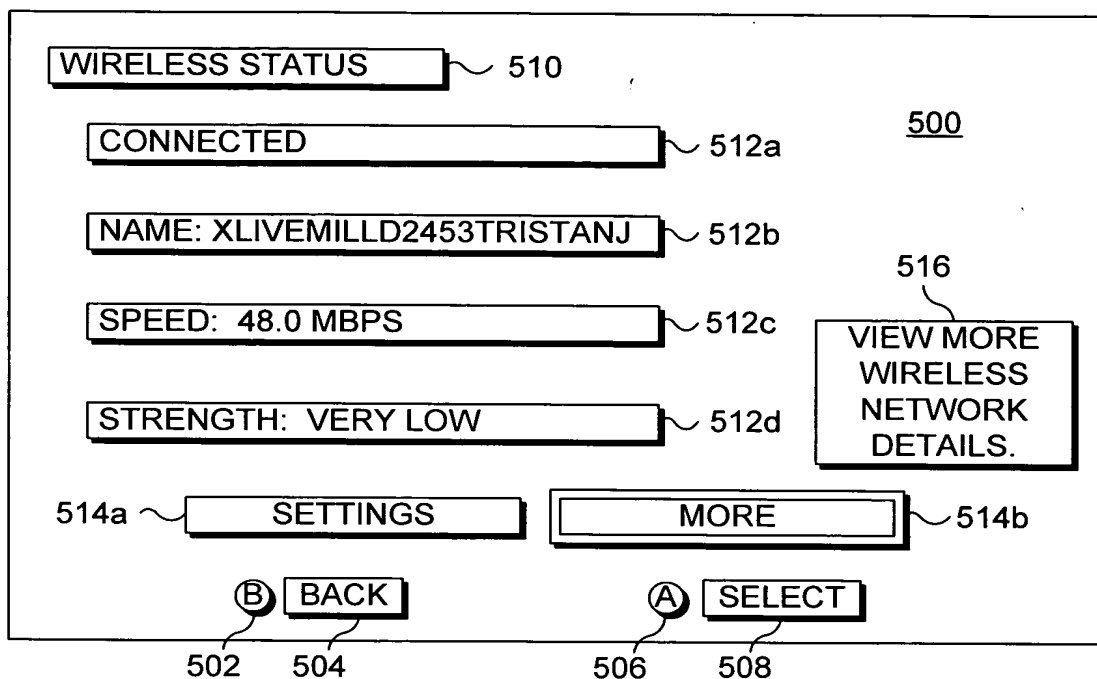 WIRELESS STATUS 510
500
CONNECTED 512a
NAME: XLIVEMILLD2453TRISTANJ 512b
516
SPEED: 48.0 MBPS 512c
VIEW MORE
WIRELESS
NETWORK
DETAILS.
STRENGTH: VERY LOW 512d
514a SETTINGS MORE 514b
B BACK A SELECT
502 504 506 508